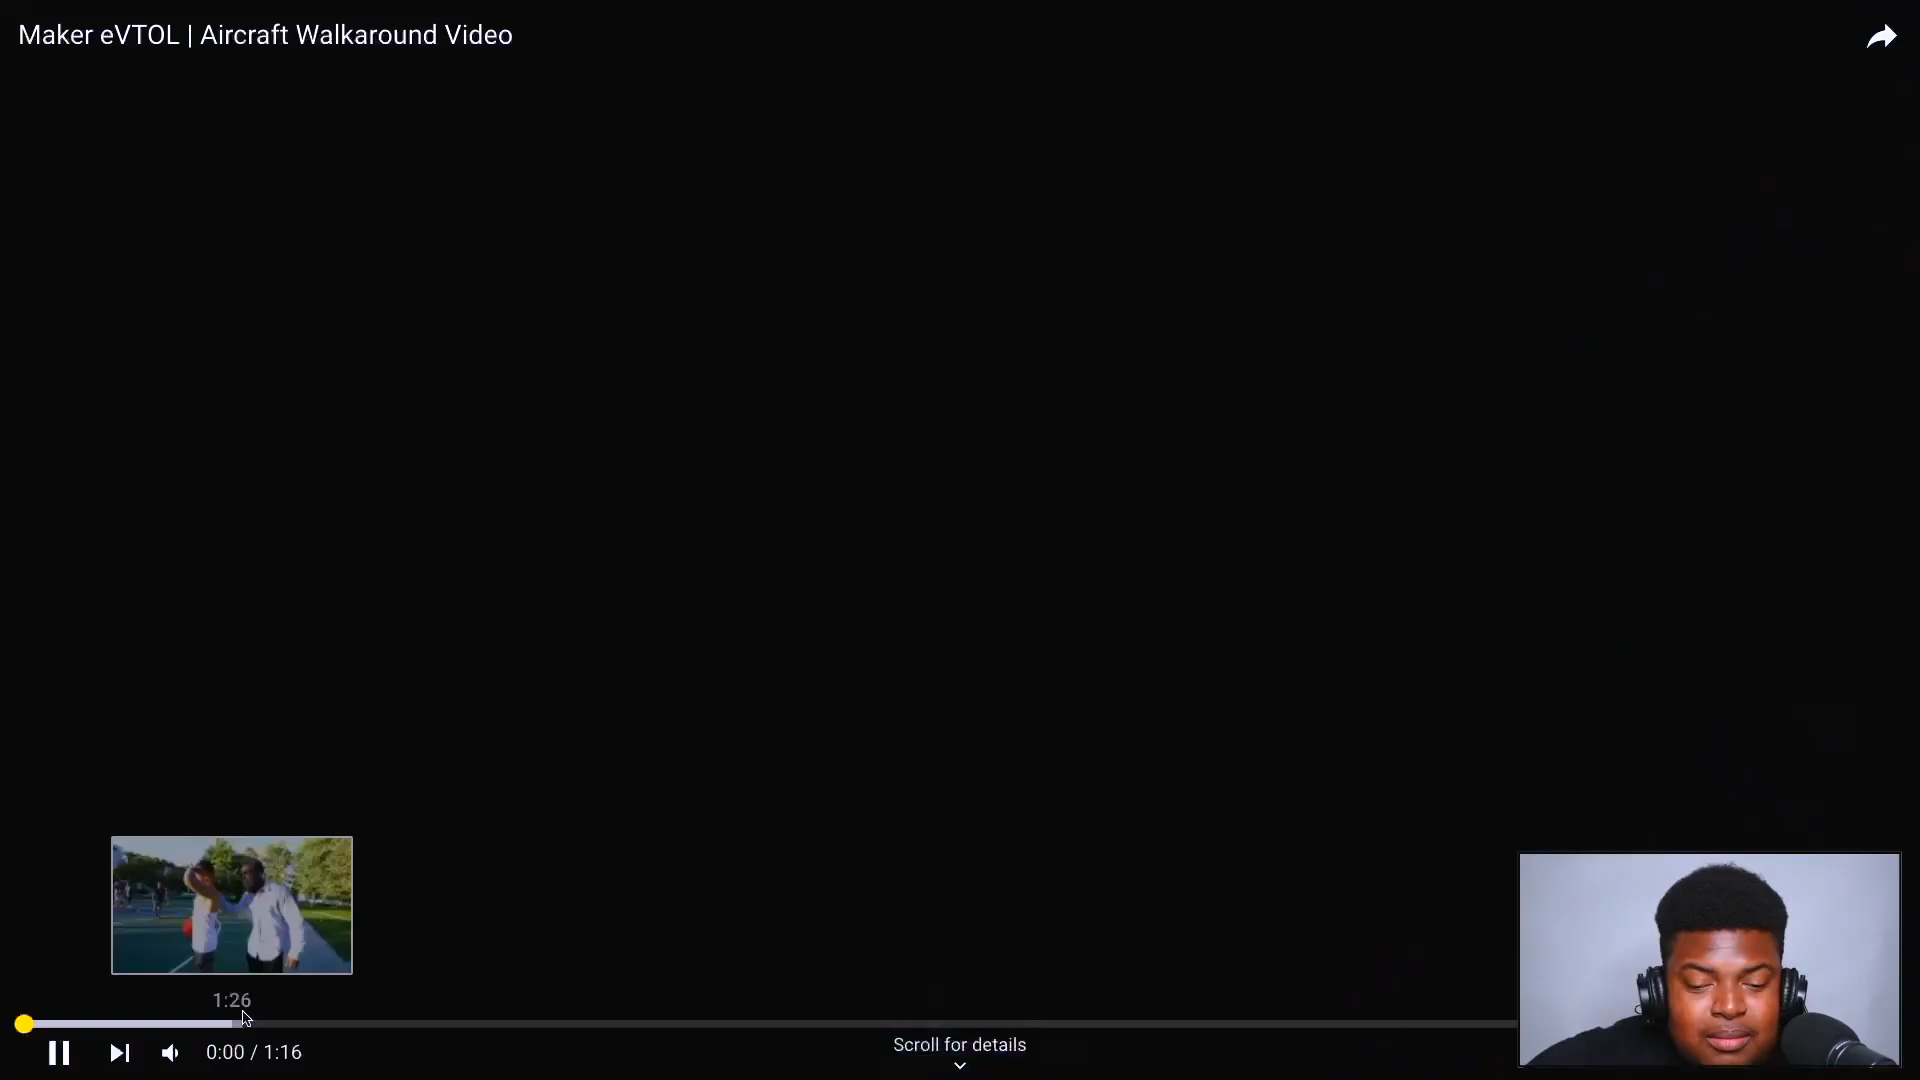 Maker eVTOL | Aircraft Walkaround Video
1:26
0:00 / 1:16
Scroll for details